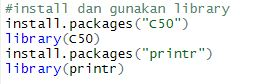 #install dan gunakan library
install.packages("C50")
library(C50)
install.packages("printr")
library(printr)